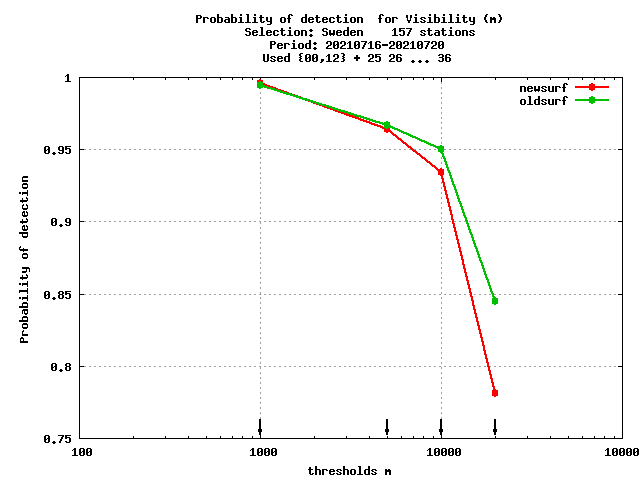 Probability of detection  for Visibility (m)
Selection: Sweden    157 stations
Period: 20210716-20210720
Used {00,12} + 25 26 ... 36
newsurf
oldsurf
1
0.95
0.9
0.85
0.8
0.75
Probability of detection
100
1000
10000
10000
thresholds m